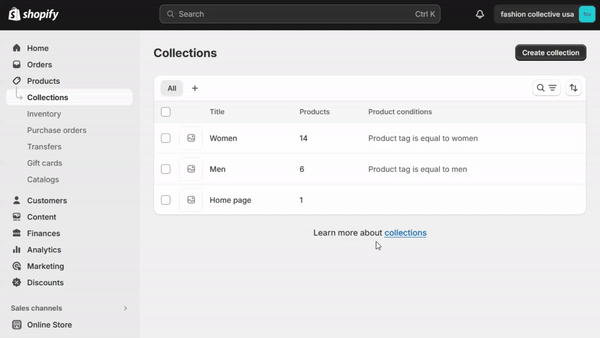 shopify
Search Ctrl K
fashion collective usa
Home
Orders
Products
Collections
Inventory
Purchase orders
Transfers
Gift cards
Catalogs
Customers
Content
Finances
Analytics
Marketing
Discounts
Sales channels
Online Store
Collections
Create collection
All
Title Products Product conditions
Women 14 Product tag is equal to women
Men 6 Product tag is equal to men
Home page 1
Learn more about collections